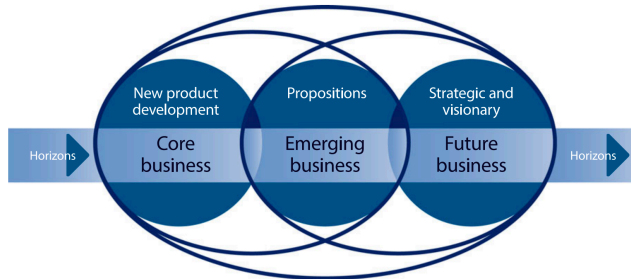 New product
development
Propositions
Strategic and
visionary
Horizons
Core
business
Emerging
business
Future
business
Horizons